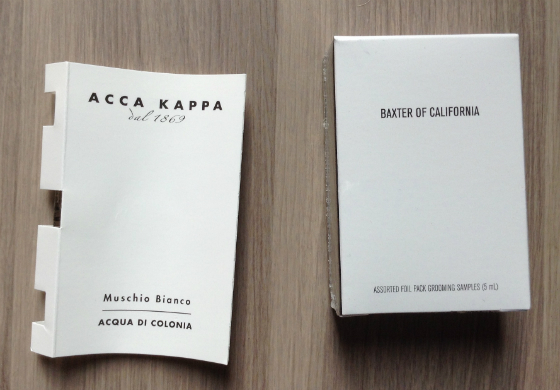 ACCA KAPPA
dal 1869
Muschio Bianco
ACQUA DI COLONIA
BAXTER OF CALIFORNIA
ASSORTED FOIL PACK GROOMING SAMPLES (5 mL)